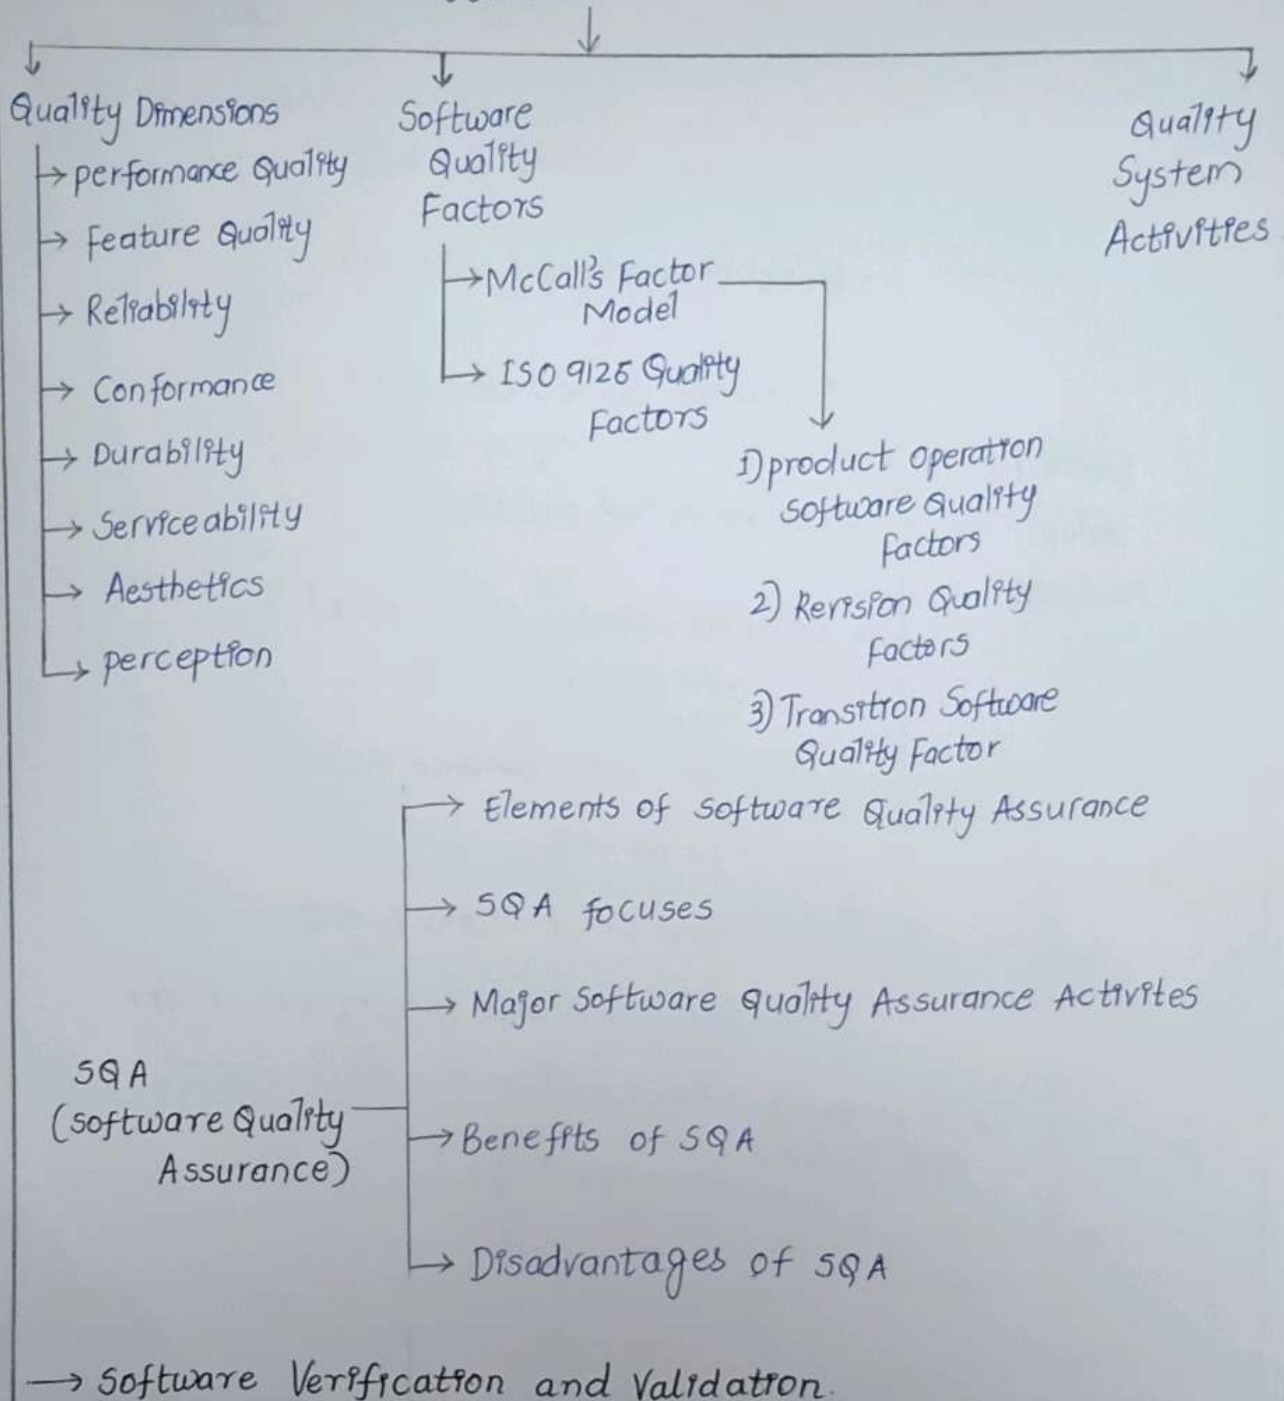 Quality Dimensions
performance Quality
Feature Quality
Reliability
Conformance
Durability
Serviceability
Aesthetics
perception
Software
Quality
Factors
McCall's Factor
Model
ISO 9126 Quality
Factors
1) product operation
software Quality
factors
2) Revision Quality
factors
3) Transition Software
Quality Factor
Quality
System
Activities
SQA
(Software Quality
Assurance)
Elements of software Quality Assurance
SQA focuses
Major Software Quality Assurance Activites
Benefits of SQA
Disadvantages of SQA
Software Verification and Validation.